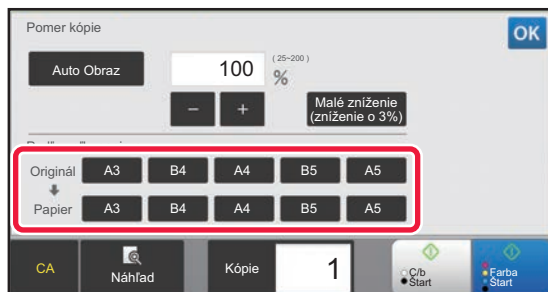 Pomer kópie
OK
Auto Obraz
100
(25~200)
%
−
+
Malé zníženie
(zníženie o 3%)
Originál A3 B4 A4 B5 A5
Papier A3 B4 A4 B5 A5
CA
Náhľad
Kópie
1
Č/b
Štart
Farba
Štart